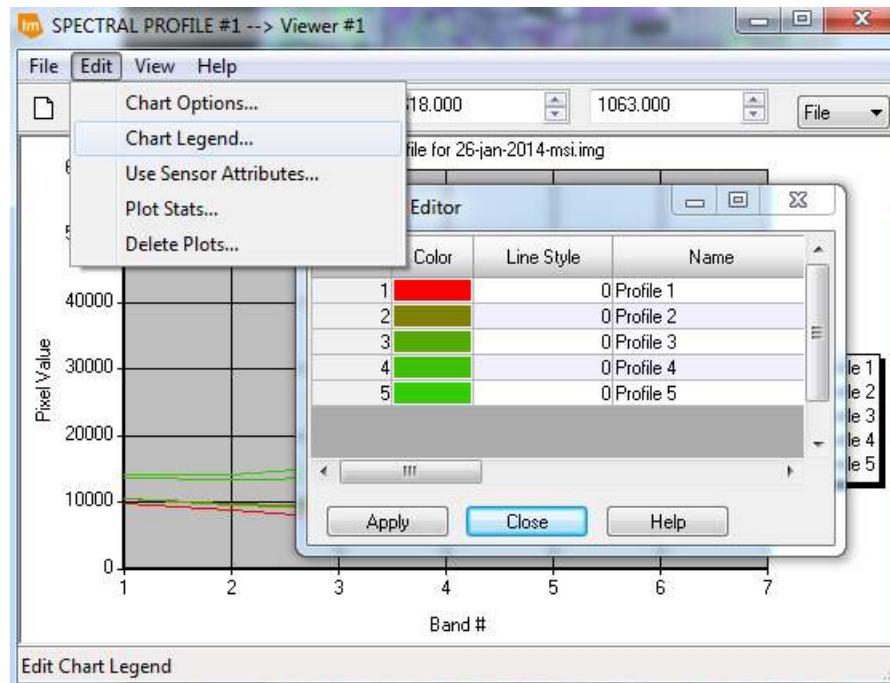 Im SPECTRAL PROFILE #1 --> Viewer #1
File Edit View Help
Chart Options...
Chart Legend...
Use Sensor Attributes...
Plot Stats...
Delete Plots...
18.000 1063.000 File
file for 26-jan-2014-msi.img
Editor
Color Line Style Name
1 0 Profile 1
2 0 Profile 2
3 0 Profile 3
4 0 Profile 4
5 0 Profile 5
Apply Close Help
Pixel Value
40000
30000
20000
10000
0
1 2 3 4 5 6 7
Band #
le 1
le 2
le 3
le 4
le 5
Edit Chart Legend